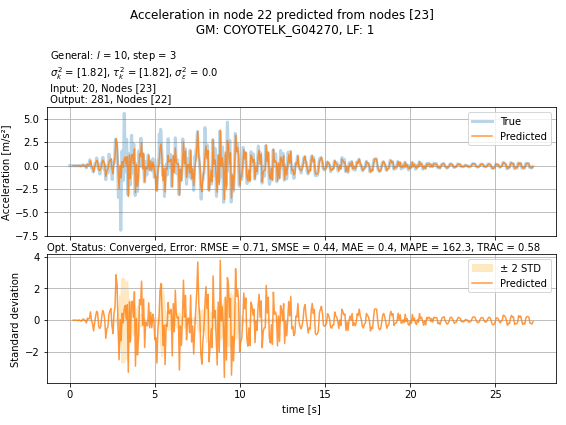 Acceleration in node 22 predicted from nodes [23]
GM: COYOTELK_G04270, LF: 1
General: l = 10, step = 3
σ²ₖ = [1.82], τ²ₖ = [1.82], σ²ε = 0.0
Input: 20, Nodes [23]
Output: 281, Nodes [22]
Acceleration [m/s²]
5.0
2.5
0.0
−2.5
−5.0
−7.5
True
Predicted
Opt. Status: Converged, Error: RMSE = 0.71, SMSE = 0.44, MAE = 0.4, MAPE = 162.3, TRAC = 0.58
Standard deviation
4
2
0
−2
± 2 STD
Predicted
0
5
10
15
20
25
time [s]